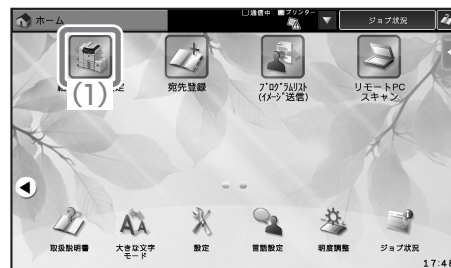 ホーム
通信中 プリンター
ジョブ状況
(1)
宛先登録
ﾌﾟﾛｸﾞﾗﾑﾘｽﾄ
(ｲﾒｰｼﾞ送信)
リモートPC
スキャン
取扱説明書
大きな文字
モード
設定
言語設定
明度調整
ジョブ状況
17:48